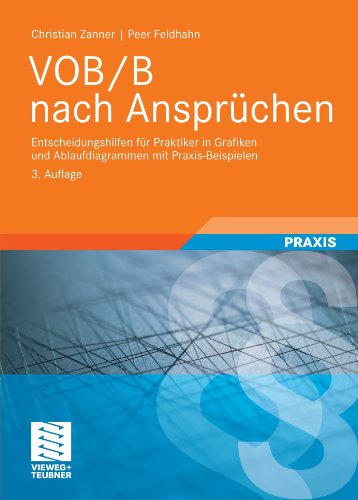 Christian Zanner | Peer Feldhahn
VOB/B
nach Ansprüchen
Entscheidungshilfen für Praktiker in Grafiken
und Ablaufdiagrammen mit Praxis-Beispielen
3. Auflage
PRAXIS
§§
VIEWEG+
TEUBNER